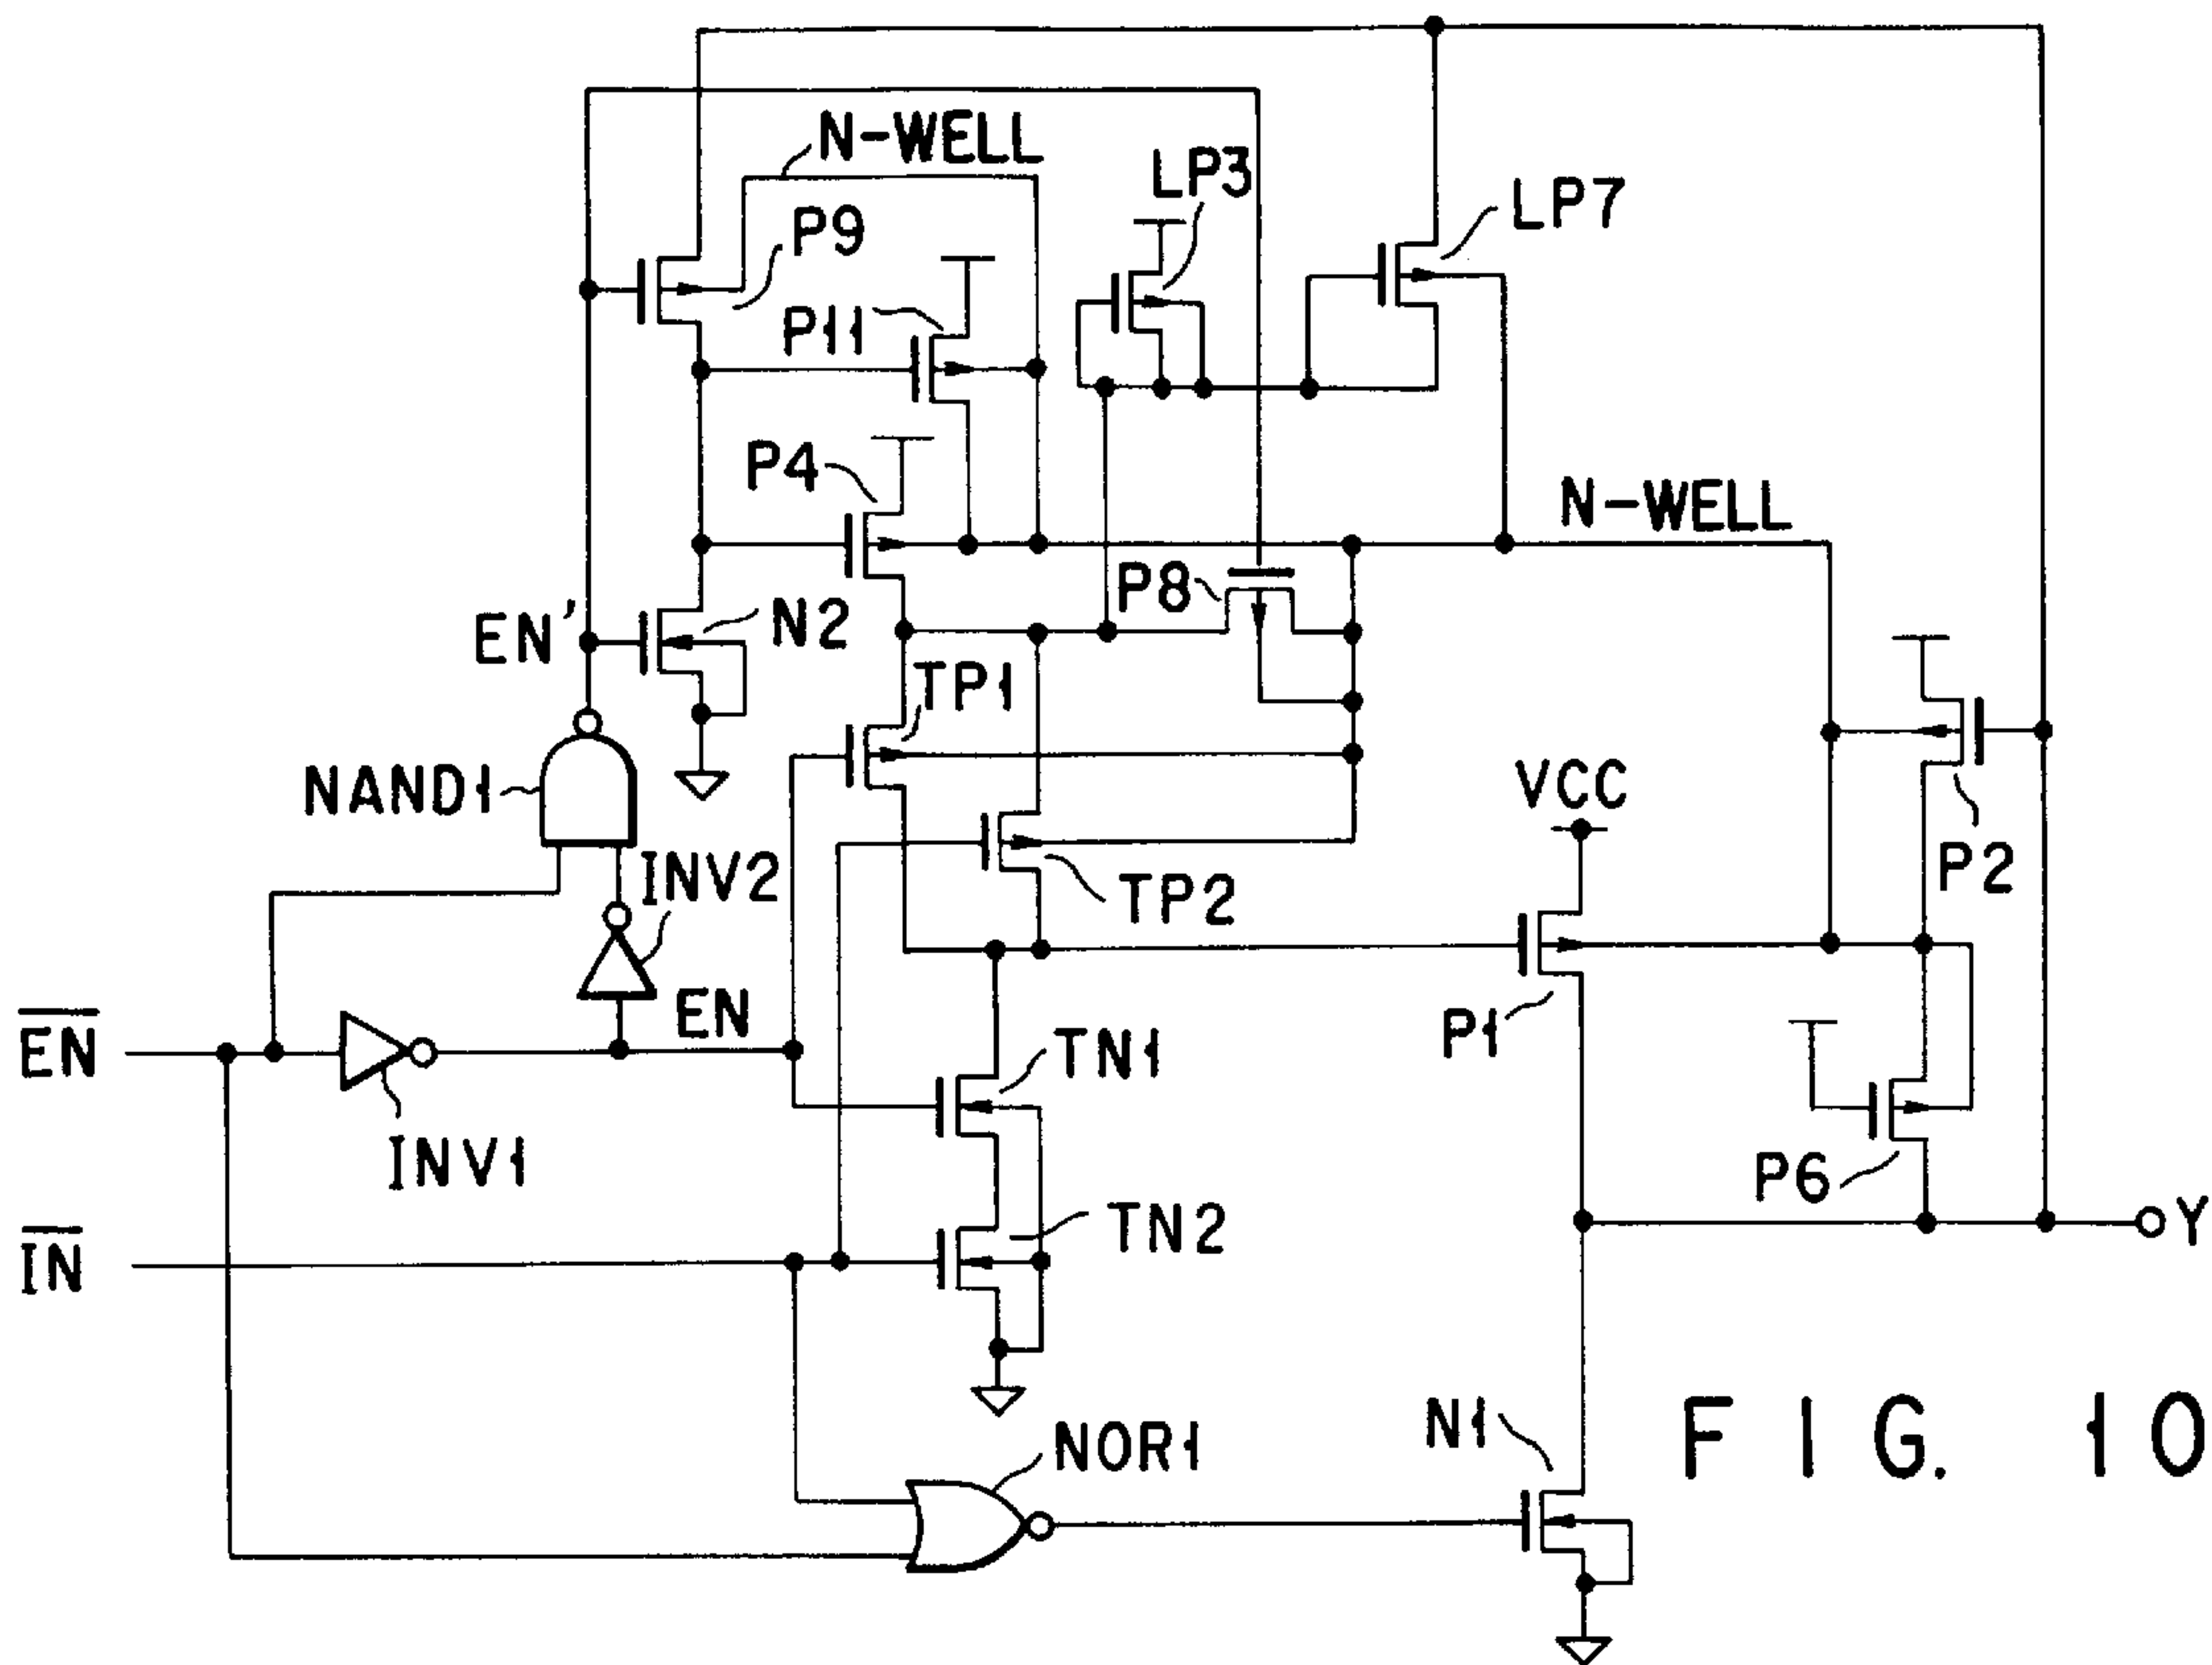 N-WELL
LP3
LP7
P9
P11
P4
N-WELL
P8
EN'
N2
TP1
NAND1
VCC
P2
INV2
TP2
EN
EN
P1
TN1
INV1
P6
TN2
Y
IN
N1
NOR1
FIG. 10